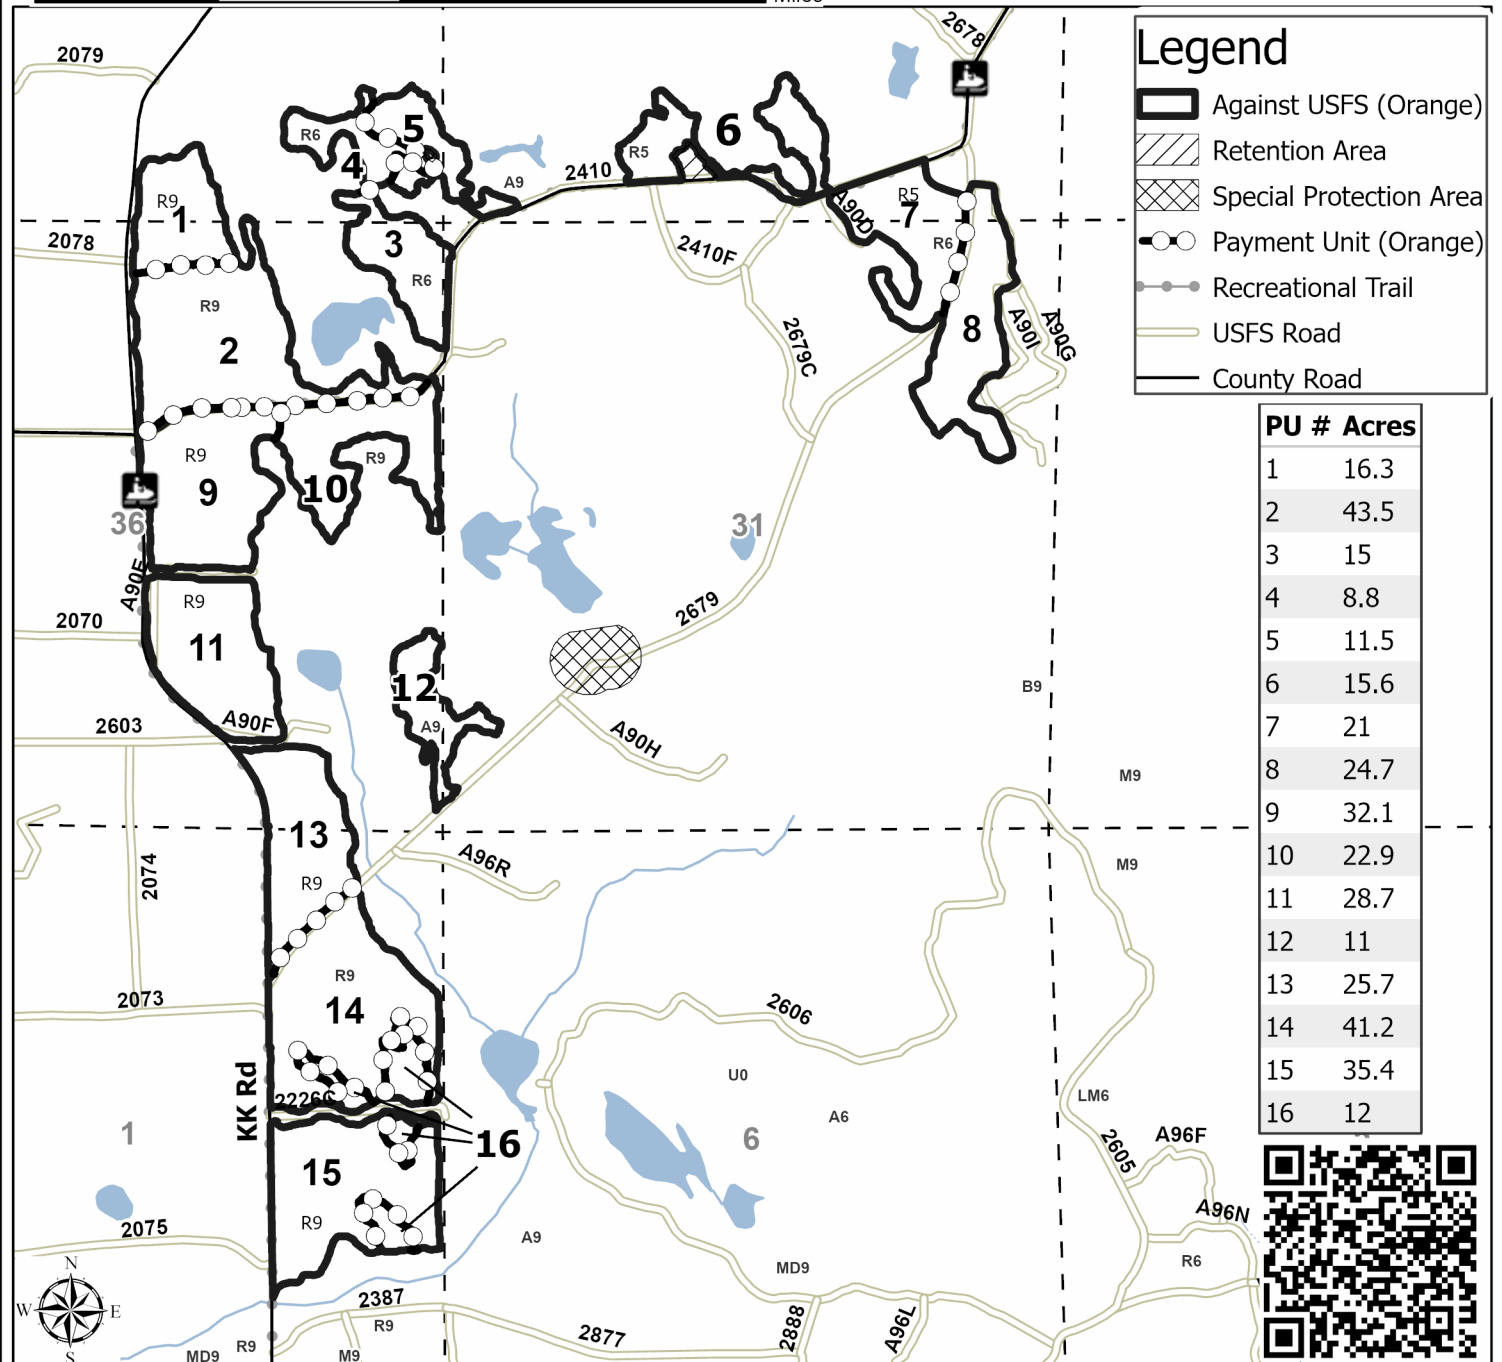 Legend
Against USFS (Orange)
Retention Area
Special Protection Area
Payment Unit (Orange)
Recreational Trail
USFS Road
County Road
PU # Acres
1 16.3
2 43.5
3 15
4 8.8
5 11.5
6 15.6
7 21
8 24.7
9 32.1
10 22.9
11 28.7
12 11
13 25.7
14 41.2
15 35.4
16 12
2678
2079
R6
5
6
4
R5
2410
A9
R9
1
R5
7
A90D
2078
3
R6
2410F
R6
R9
2
2679C
8
A90I
A90G
R9
R9
9
10
36
31
A90E
R9
2070
11
2679
12
B9
2603
A90F
A9
A90H
M9
13
2074
A96R
M9
R9
R9
2073
14
2606
U0
A6
LM6
KK Rd
2226C
1
16
6
2605
A96F
15
R9
2075
A9
A96N
MD9
R6
N
W
E
S
2387
R9
2877
2888
A96L
R9
MD9
M9